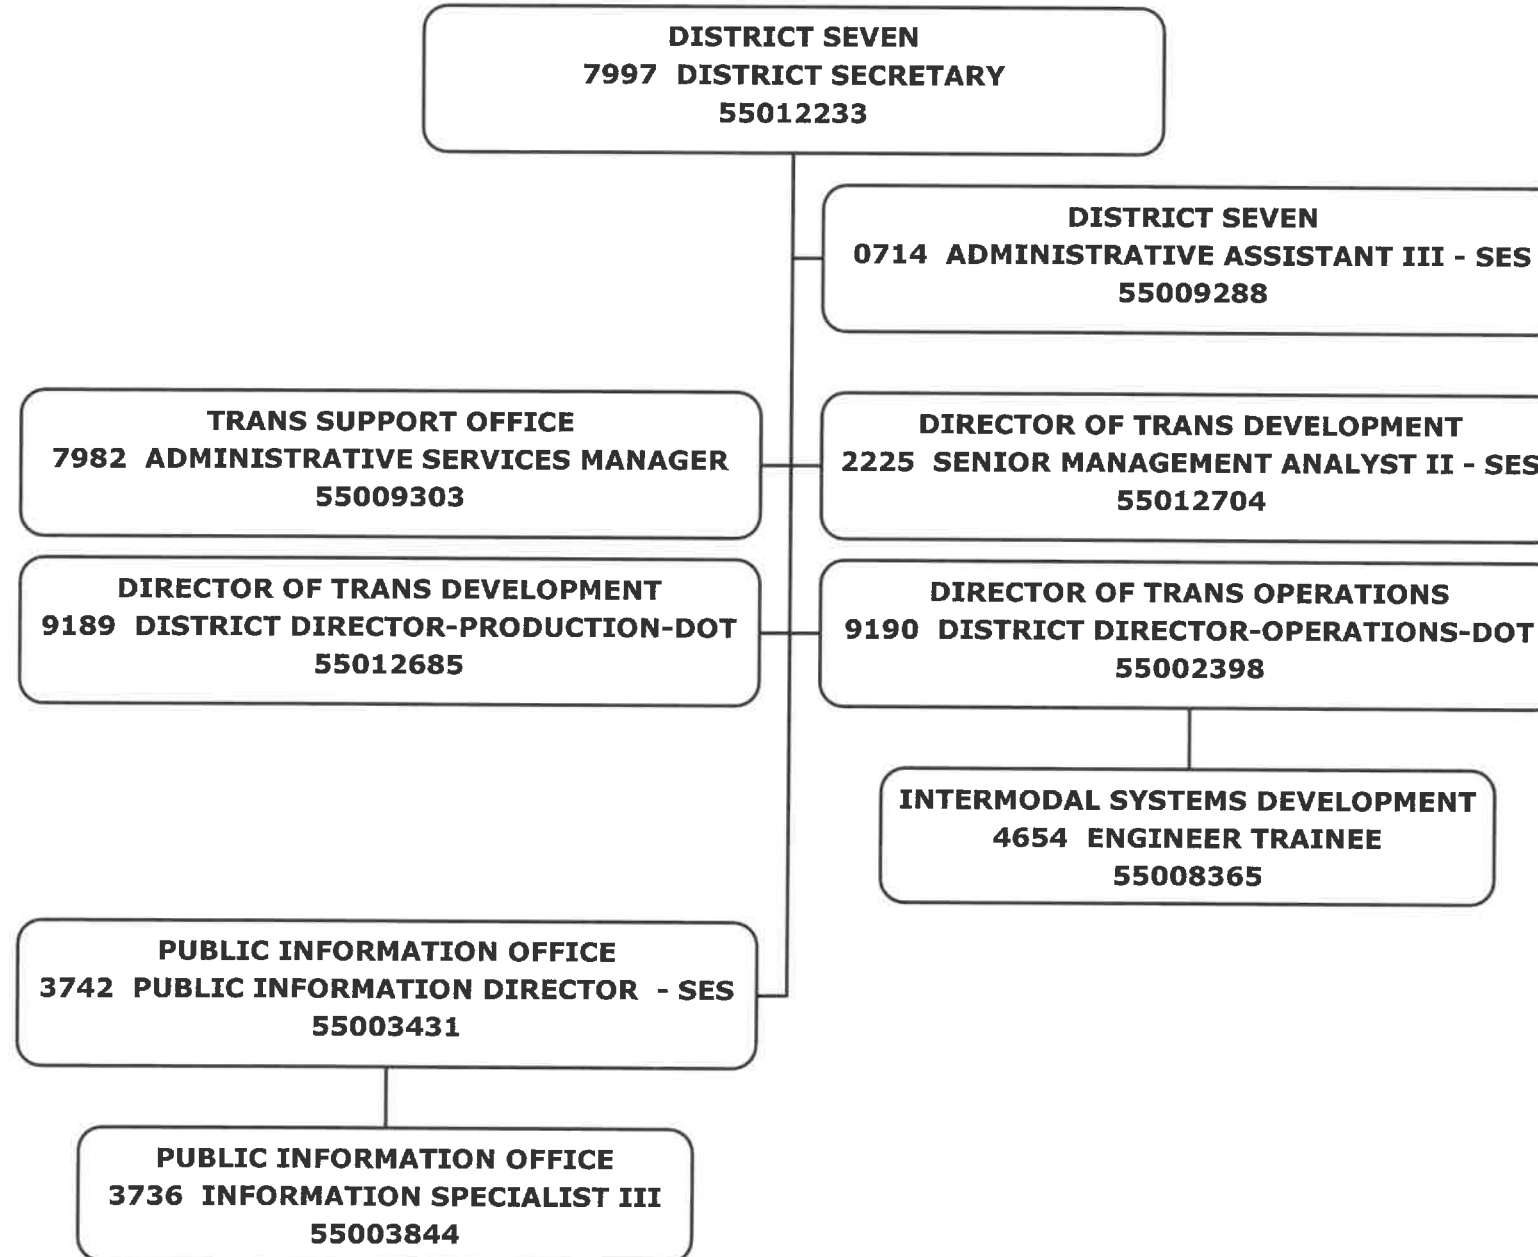 DISTRICT SEVEN
7997 DISTRICT SECRETARY
55012233
DISTRICT SEVEN
0714 ADMINISTRATIVE ASSISTANT III - SES
55009288
TRANS SUPPORT OFFICE
7982 ADMINISTRATIVE SERVICES MANAGER
55009303
DIRECTOR OF TRANS DEVELOPMENT
2225 SENIOR MANAGEMENT ANALYST II - SES
55012704
DIRECTOR OF TRANS DEVELOPMENT
9189 DISTRICT DIRECTOR-PRODUCTION-DOT
55012685
DIRECTOR OF TRANS OPERATIONS
9190 DISTRICT DIRECTOR-OPERATIONS-DOT
55002398
INTERMODAL SYSTEMS DEVELOPMENT
4654 ENGINEER TRAINEE
55008365
PUBLIC INFORMATION OFFICE
3742 PUBLIC INFORMATION DIRECTOR - SES
55003431
PUBLIC INFORMATION OFFICE
3736 INFORMATION SPECIALIST III
55003844